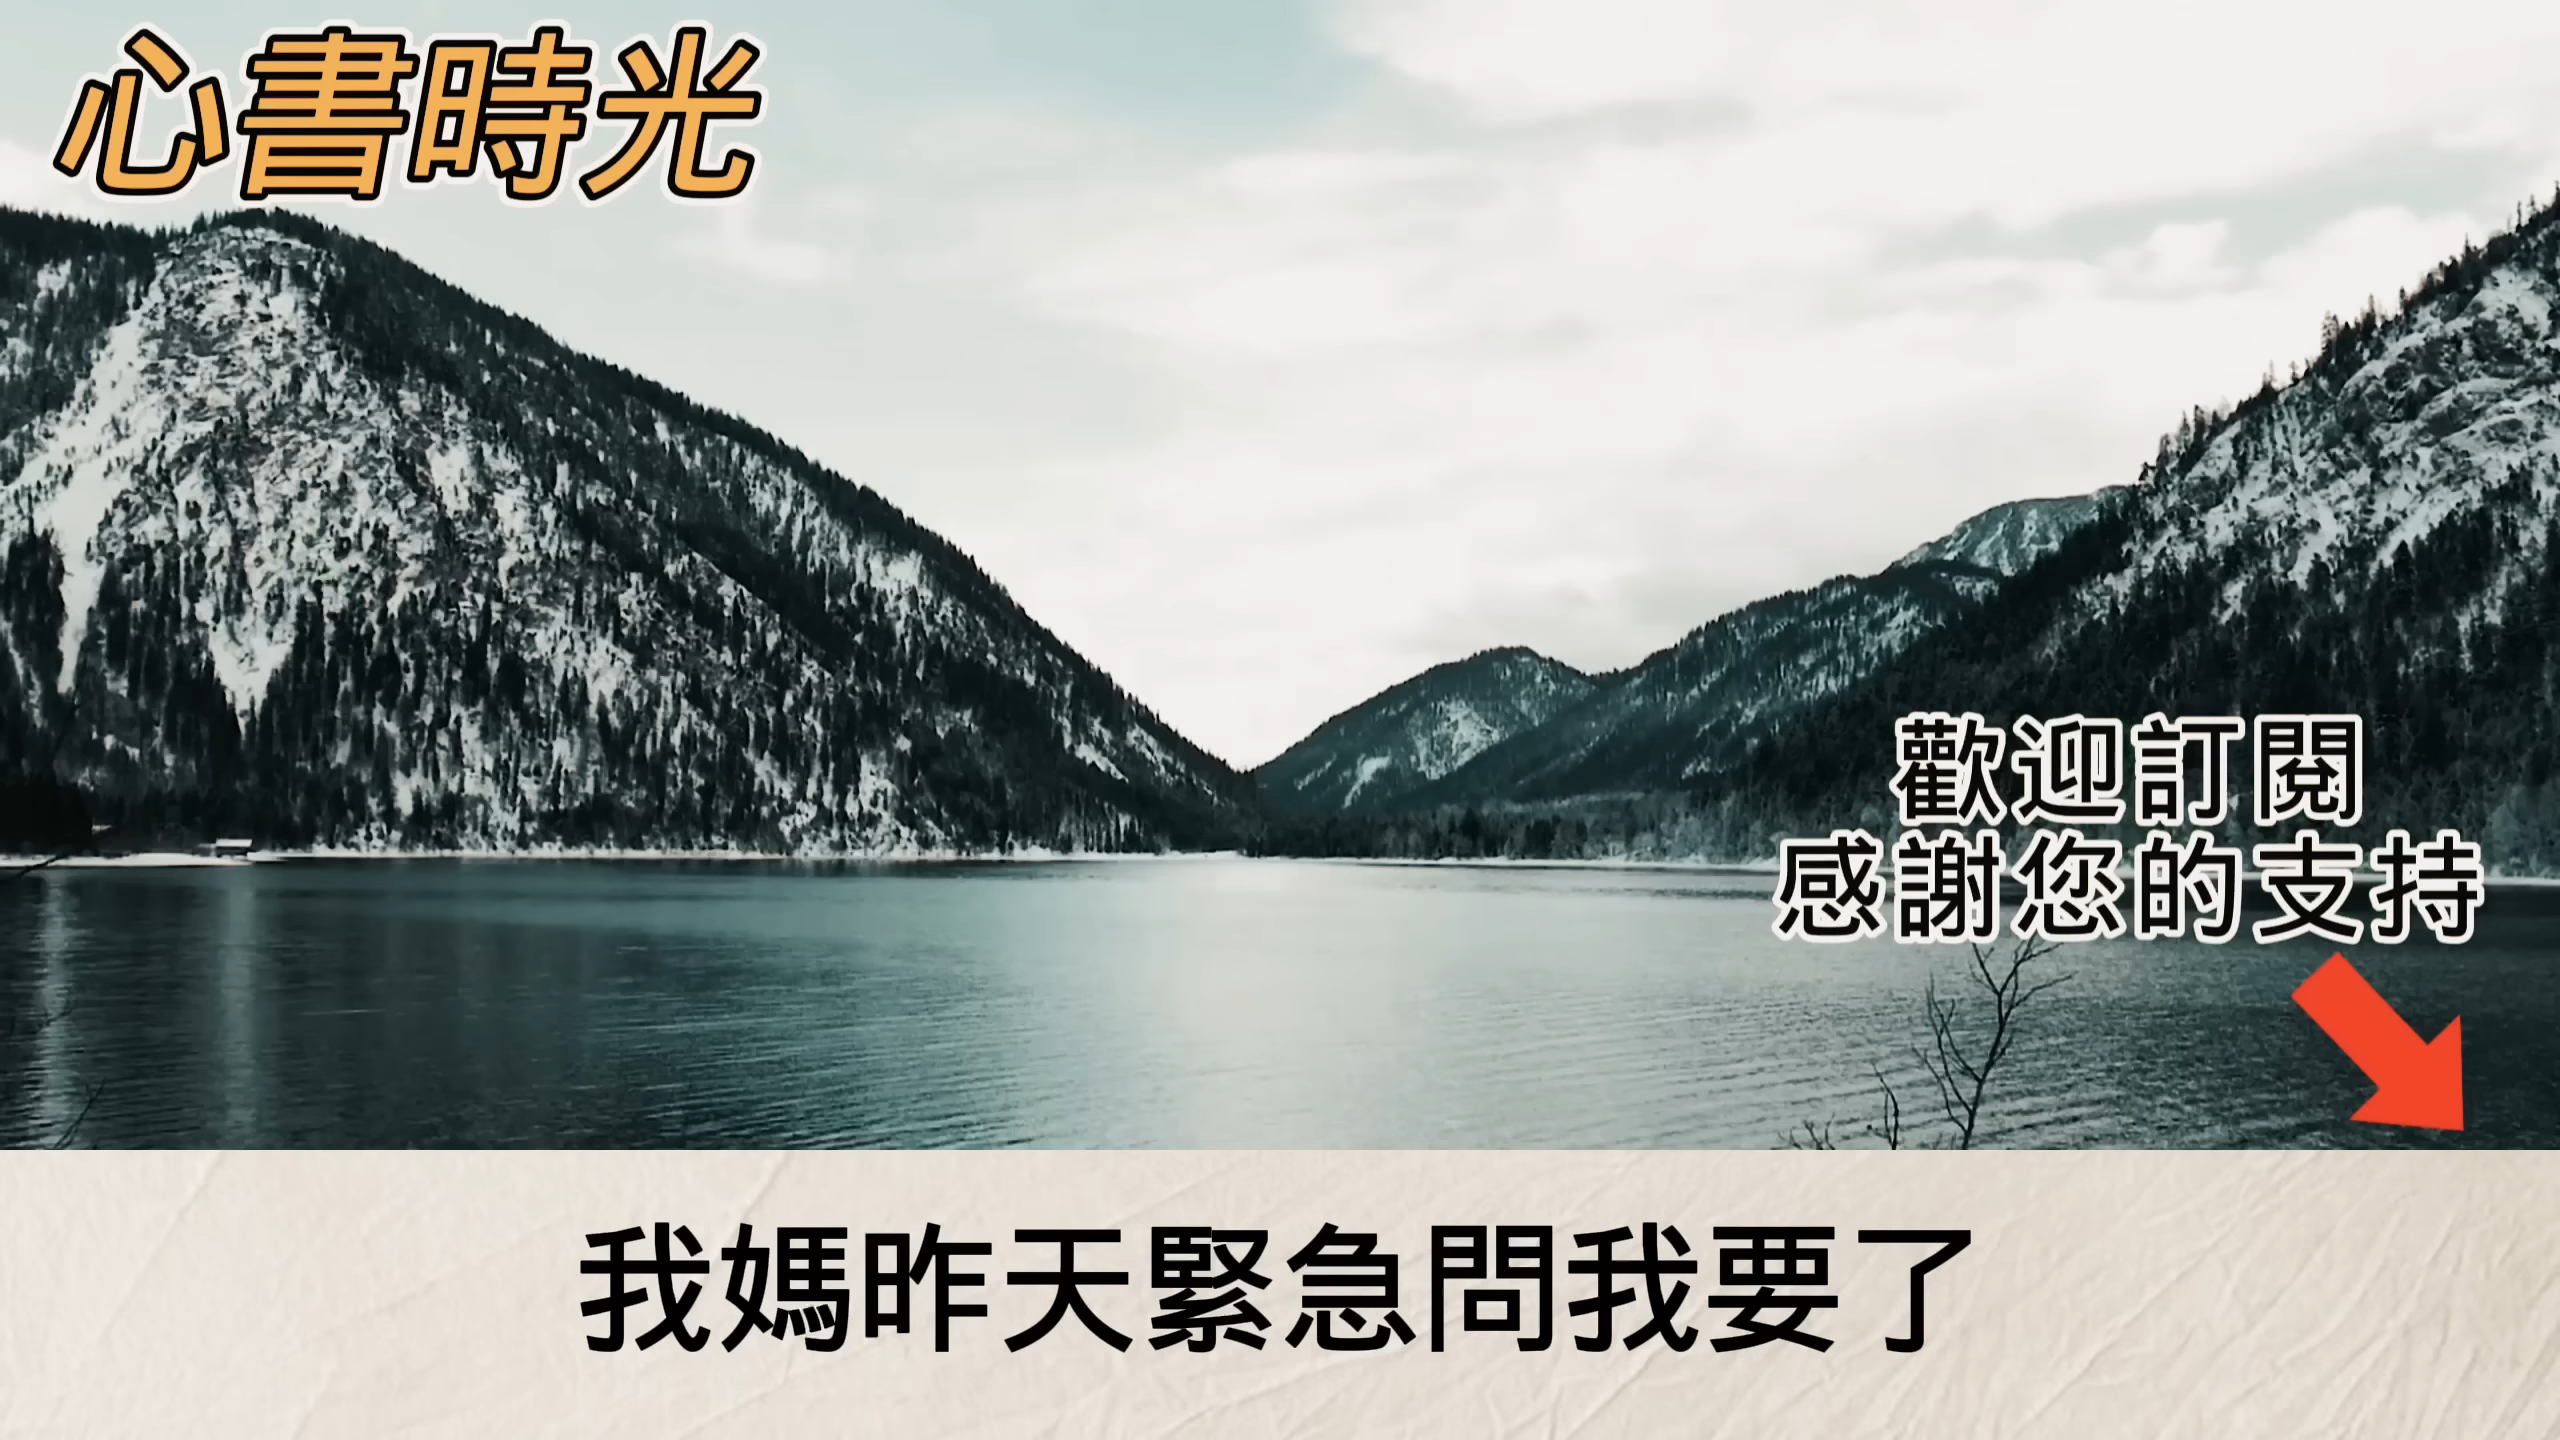 心書時光
歡迎訂閱
感謝您的支持
我媽昨天緊急問我要了